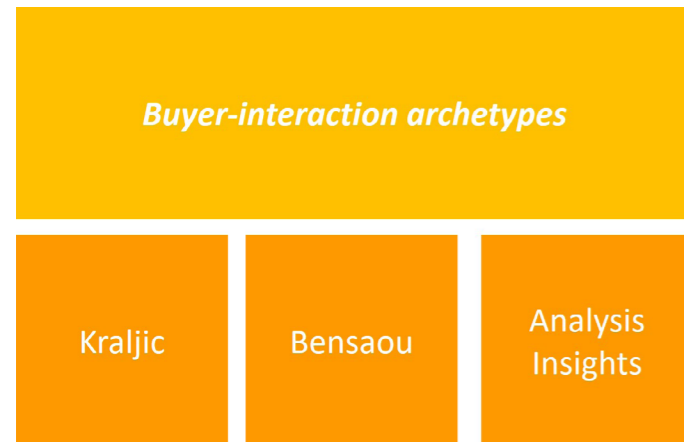 Buyer-interaction archetypes
Kraljic
Bensaou
Analysis
Insights